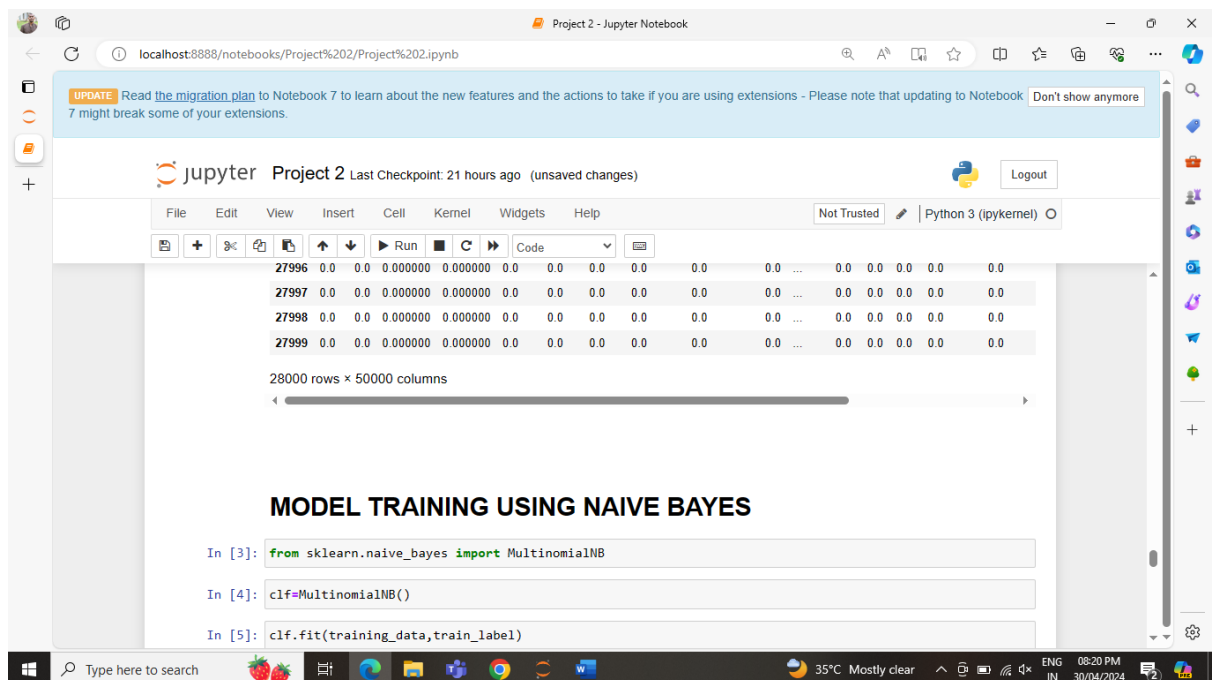 Project 2 - Jupyter Notebook
localhost:8888/notebooks/Project%202/Project%202.ipynb
UPDATE Read the migration plan to Notebook 7 to learn about the new features and the actions to take if you are using extensions - Please note that updating to Notebook
7 might break some of your extensions.
Don't show anymore
jupyter Project 2 Last Checkpoint: 21 hours ago (unsaved changes)
Logout
File Edit View Insert Cell Kernel Widgets Help
Not Trusted Python 3 (ipykernel)
Run Code
27996 0.0 0.0 0.000000 0.000000 0.0 0.0 0.0 0.0 0.0 0.0 ... 0.0 0.0 0.0 0.0 0.0
27997 0.0 0.0 0.000000 0.000000 0.0 0.0 0.0 0.0 0.0 0.0 ... 0.0 0.0 0.0 0.0 0.0
27998 0.0 0.0 0.000000 0.000000 0.0 0.0 0.0 0.0 0.0 0.0 ... 0.0 0.0 0.0 0.0 0.0
27999 0.0 0.0 0.000000 0.000000 0.0 0.0 0.0 0.0 0.0 0.0 ... 0.0 0.0 0.0 0.0 0.0
28000 rows × 50000 columns
MODEL TRAINING USING NAIVE BAYES
In [3]: from sklearn.naive_bayes import MultinomialNB
In [4]: clf=MultinomialNB()
In [5]: clf.fit(training_data,train_label)
Type here to search
35°C Mostly clear
ENG
IN
08:20 PM
30/04/2024
2